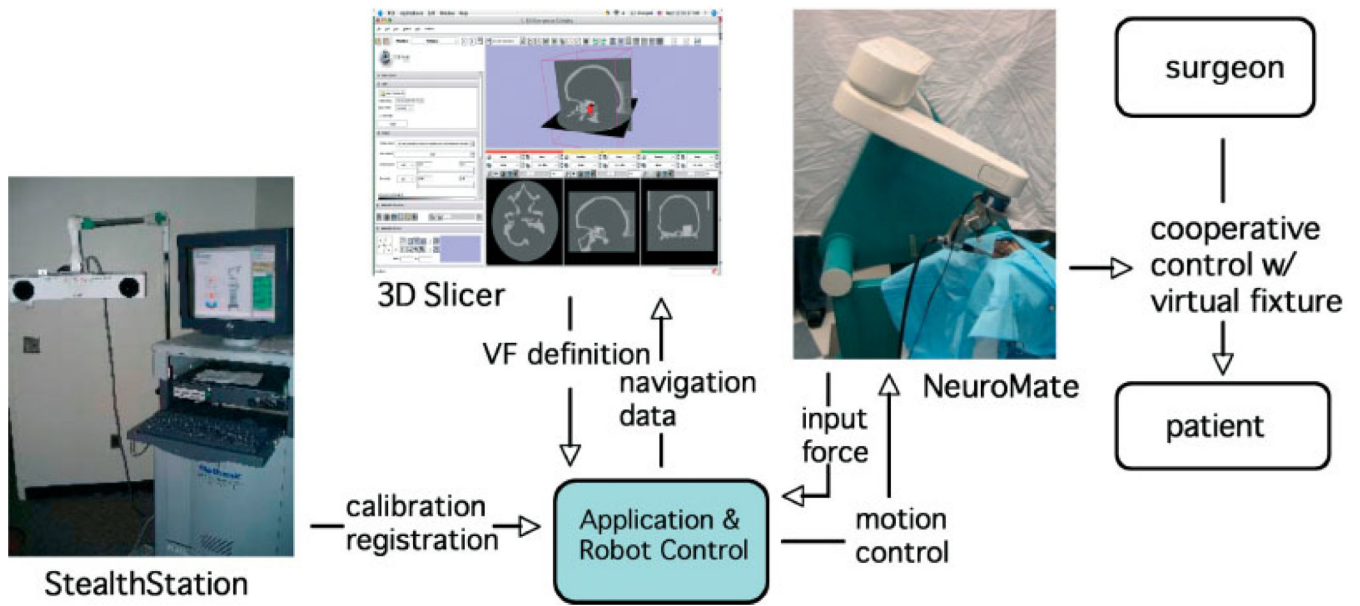 3D Slicer
VF definition
navigation
data
StealthStation
calibration
registration
Application &
Robot Control
input
force
motion
control
NeuroMate
surgeon
cooperative
control w/
virtual fixture
patient